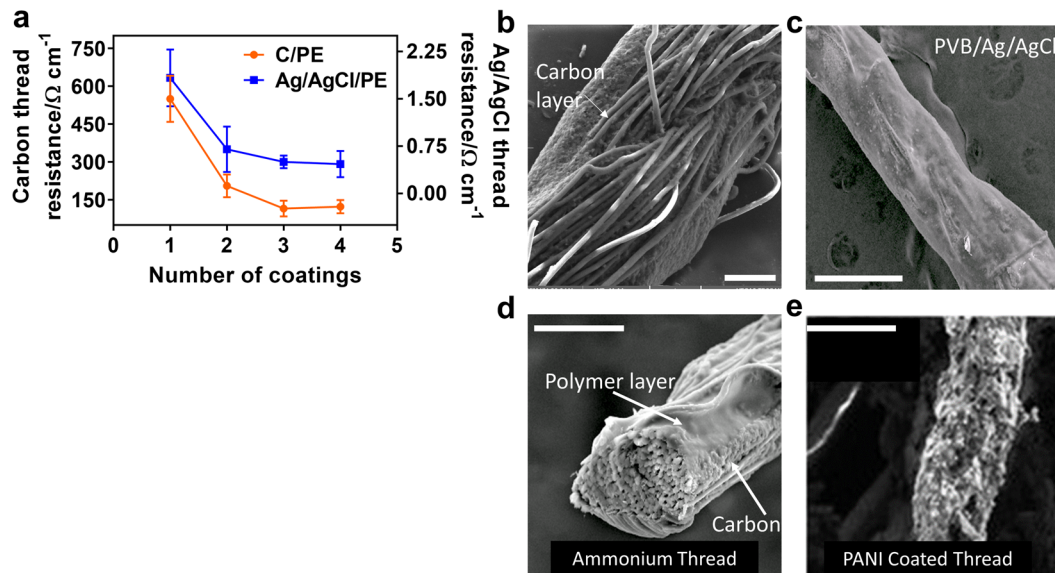 a
Carbon thread
resistance/Ω cm⁻¹
750
600
450
300
150
C/PE
Ag/AgCl/PE
2.25
1.50
0.75
0.00
Ag/AgCl thread
resistance/Ω cm⁻¹
0
1
2
3
4
5
Number of coatings
b
Carbon
layer
c
PVB/Ag/AgCl
d
Polymer layer
Carbon
Ammonium Thread
e
PANI Coated Thread